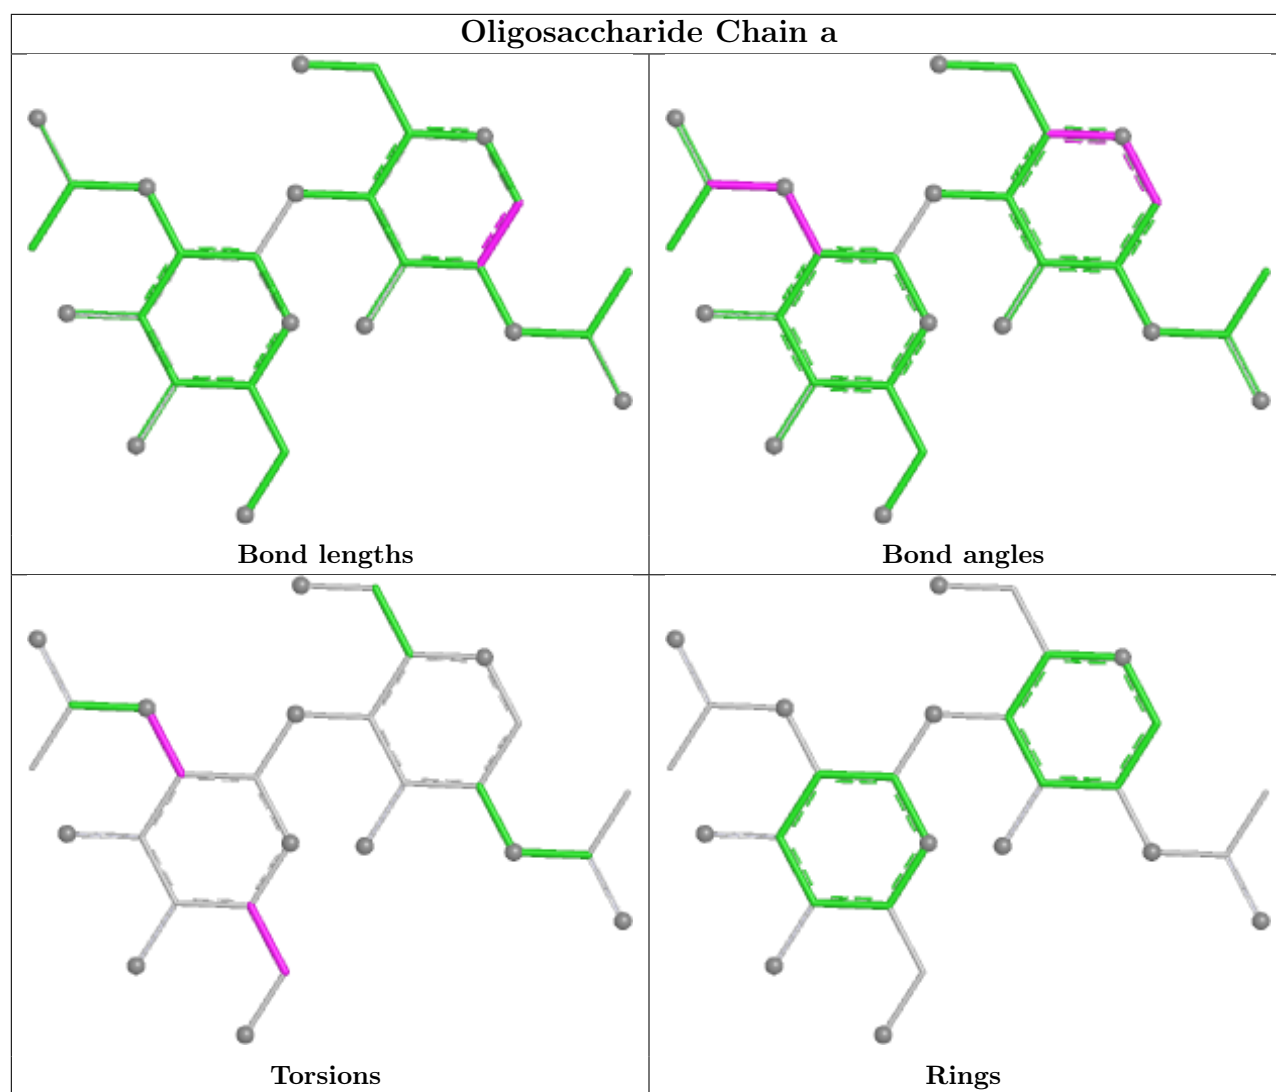 Oligosaccharide Chain a
Bond lengths
Bond angles
Torsions
Rings